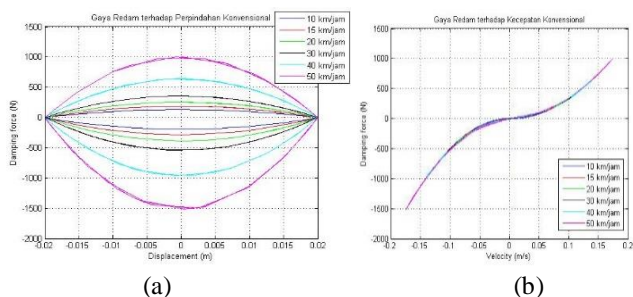 Gaya Redam terhadap Perpindahan Konvensional
1500
1000
500
0
-500
-1000
-1500
-2000
Damping force (N)
-0.02
-0.015
-0.01
-0.005
0
0.005
0.01
0.015
0.02
Displacement (m)
10 km/jam
15 km/jam
20 km/jam
30 km/jam
40 km/jam
50 km/jam
(a)
Gaya Redam terhadap Kecepatan Konvensional
1500
1000
500
0
-500
-1000
-1500
-2000
Damping force (N)
-0.2
-0.15
-0.1
-0.05
0
0.05
0.1
0.15
0.2
Velocity (m/s)
10 km/jam
15 km/jam
20 km/jam
30 km/jam
40 km/jam
50 km/jam
(b)